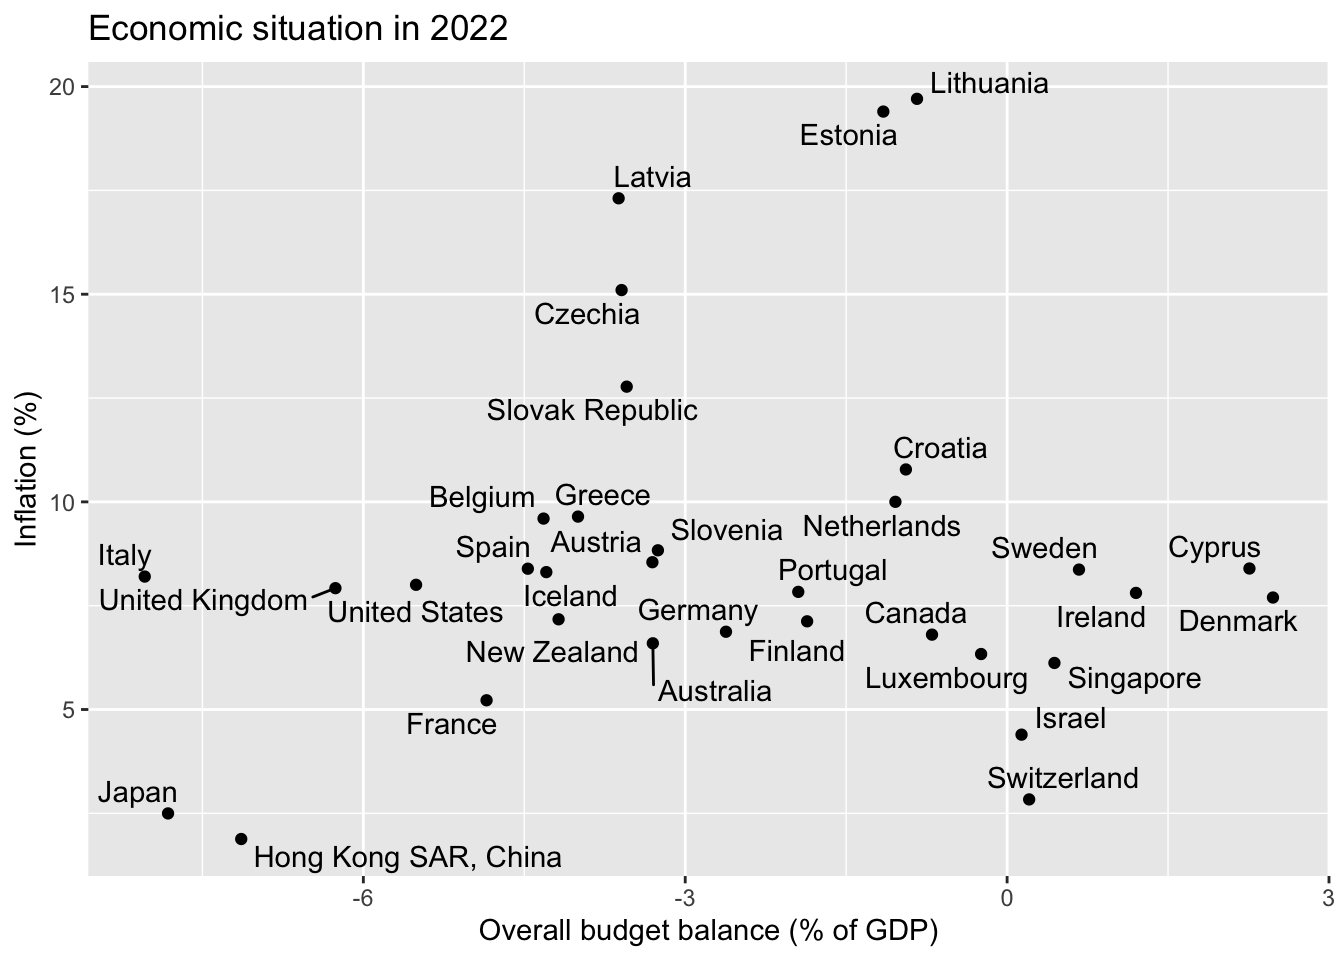 Economic situation in 2022
20
Lithuania
Estonia
Latvia
15
Czechia
Slovak Republic
Croatia
Belgium
Greece
10
Netherlands
Slovenia
Austria
Spain
Sweden
Cyprus
Italy
Portugal
United Kingdom
Iceland
United States
Germany
Canada
Ireland
Denmark
New Zealand
Finland
Luxembourg
Singapore
Australia
5
France
Israel
Switzerland
Japan
Hong Kong SAR, China
-6
-3
0
3
Inflation (%)
Overall budget balance (% of GDP)